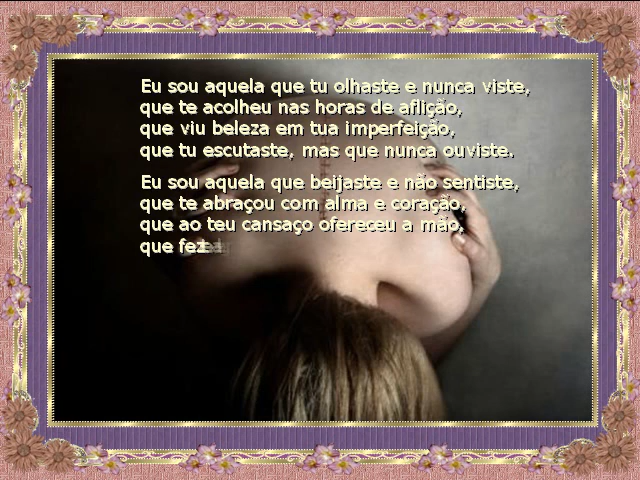 Eu sou aquela que tu olhaste e nunca viste,
que te acolheu nas horas de aflição,
que viu beleza em tua imperfeição,
que tu escutaste, mas que nunca ouviste.
Eu sou aquela que beijaste e não sentiste,
que te abraçou com alma e coração,
que ao teu cansaço ofereceu a mão,
que fez